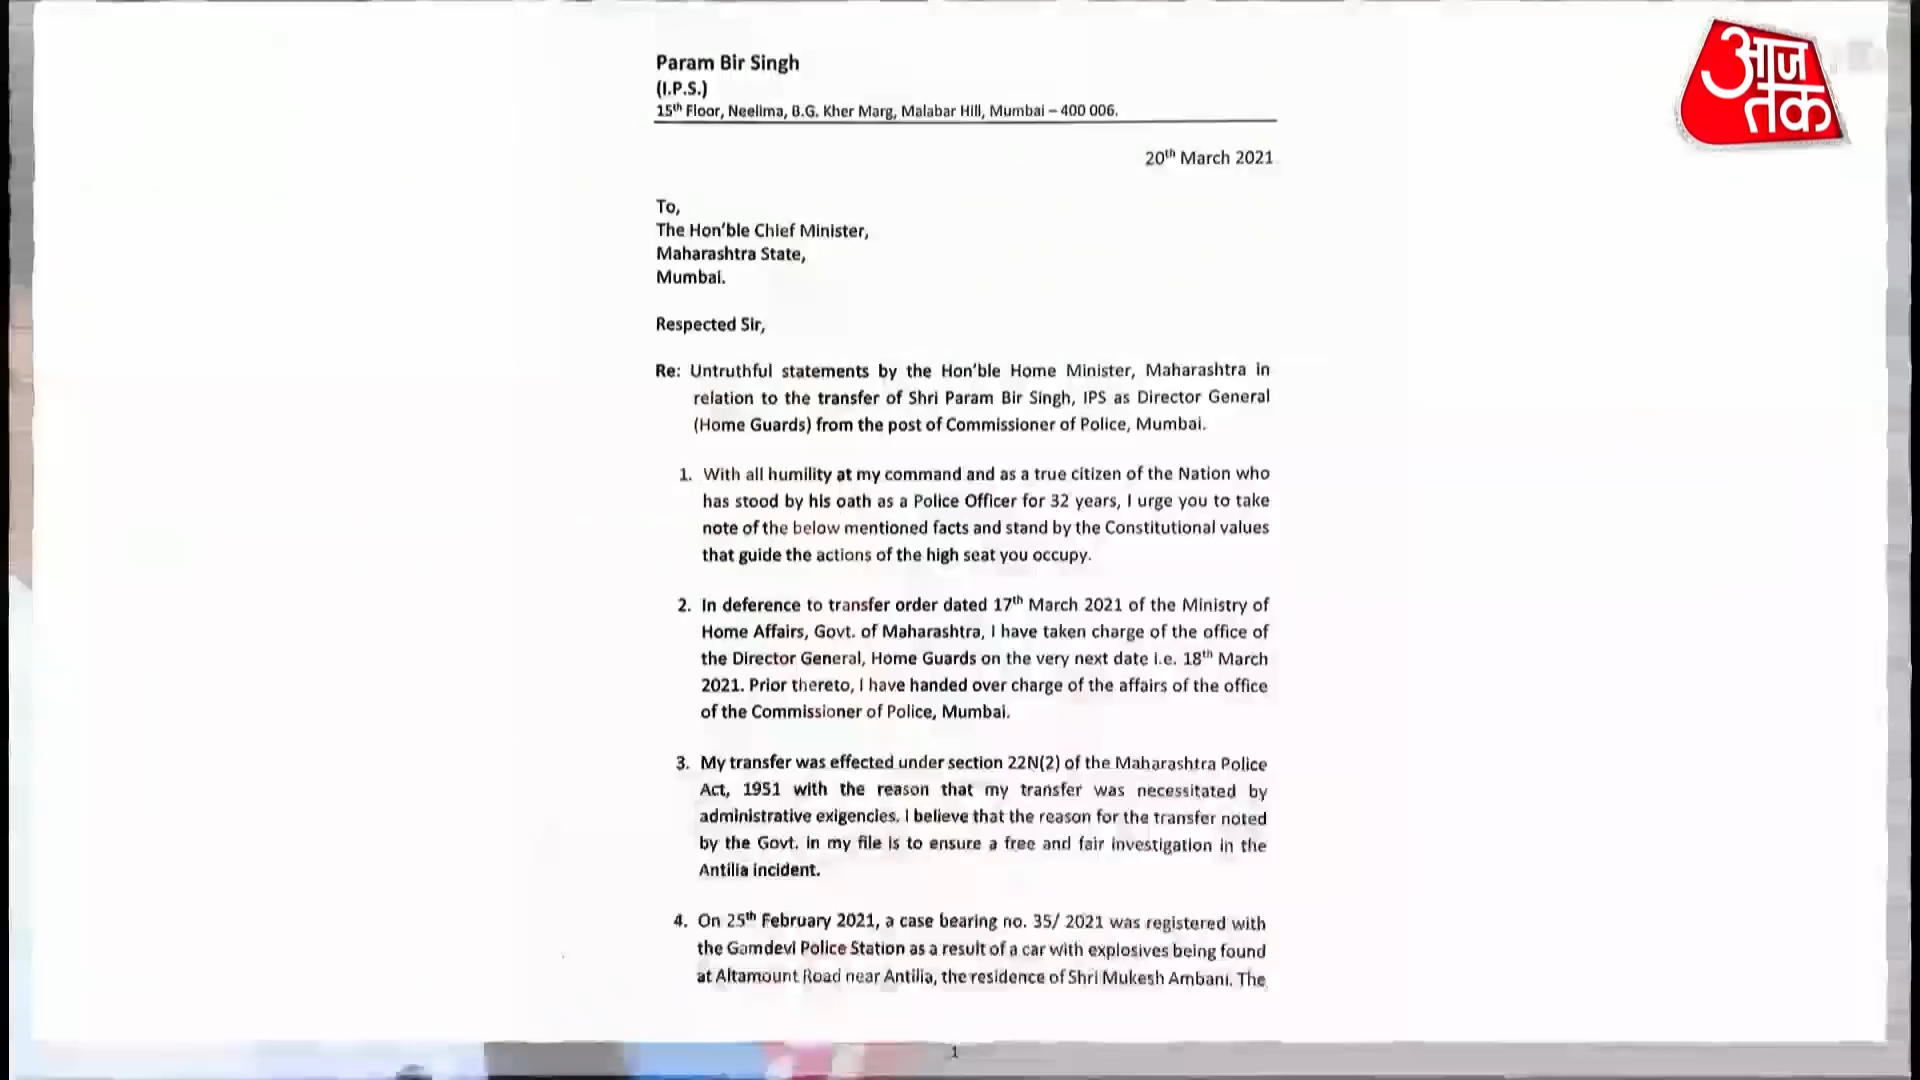 Param Bir Singh
(I.P.S.)
15th Floor, Neelima, B.G. Kher Marg, Malabar Hill, Mumbai – 400 006.
20th March 2021
To,
The Hon'ble Chief Minister,
Maharashtra State,
Mumbai.
Respected Sir,
Re: Untruthful statements by the Hon'ble Home Minister, Maharashtra in
relation to the transfer of Shri Param Bir Singh, IPS as Director General
(Home Guards) from the post of Commissioner of Police, Mumbai.
1. With all humility at my command and as a true citizen of the Nation who
has stood by his oath as a Police Officer for 32 years, I urge you to take
note of the below mentioned facts and stand by the Constitutional values
that guide the actions of the high seat you occupy.
2. In deference to transfer order dated 17th March 2021 of the Ministry of
Home Affairs, Govt. of Maharashtra, I have taken charge of the office of
the Director General, Home Guards on the very next date i.e. 18th March
2021. Prior thereto, I have handed over charge of the affairs of the office
of the Commissioner of Police, Mumbai.
3. My transfer was effected under section 22N(2) of the Maharashtra Police
Act, 1951 with the reason that my transfer was necessitated by
administrative exigencies. I believe that the reason for the transfer noted
by the Govt. in my file is to ensure a free and fair investigation in the
Antilia incident.
4. On 25th February 2021, a case bearing no. 35/ 2021 was registered with
the Gamdevi Police Station as a result of a car with explosives being found
at Altamount Road near Antilia, the residence of Shri Mukesh Ambani. The
1
आज
तक